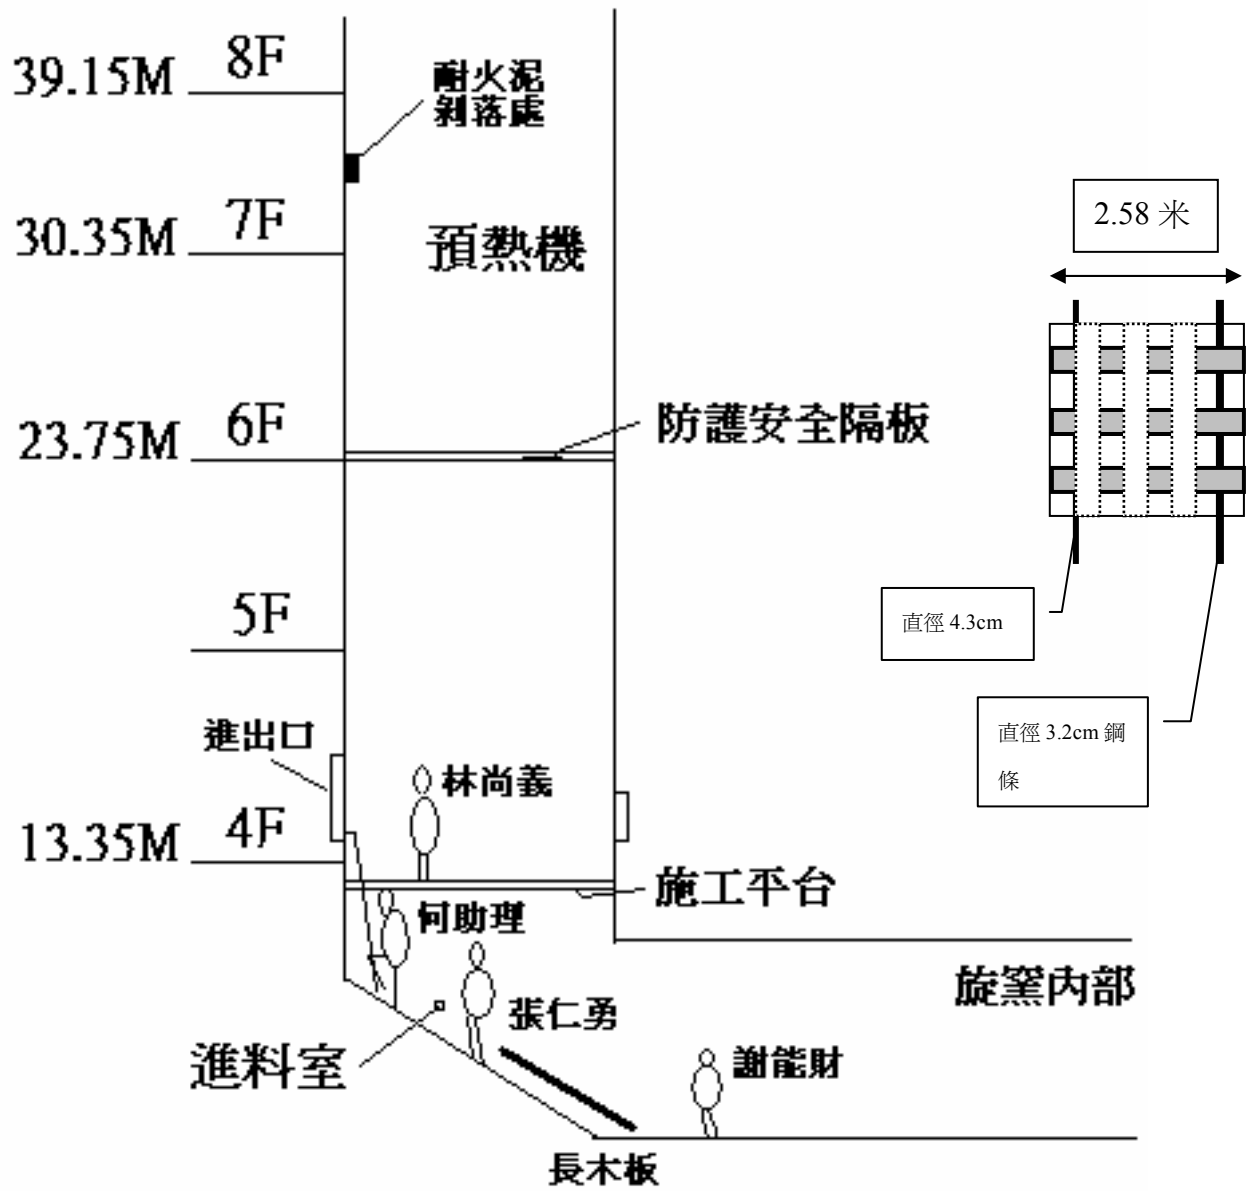 8F
39.15M
耐火泥
剝落處
7F
30.35M
預熱機
2.58 米
6F
23.75M
防護安全隔板
5F
直徑 4.3cm
直徑 3.2cm 鋼
條
進出口
林尚義
4F
13.35M
施工平台
何助理
旋窯內部
張仁勇
進料室
謝能財
長木板